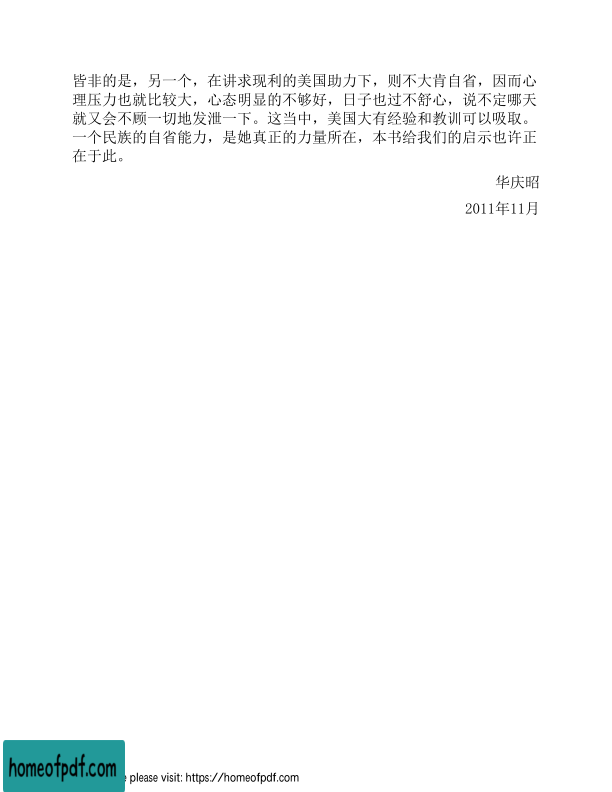 皆非的是，另一个，在讲求现利的美国助力下，则不大肯自省，因而心
理压力也就比较大，心态明显的不够好，日子也过不舒心，说不定哪天
就又会不顾一切地发泄一下。这当中，美国大有经验和教训可以吸取。
一个民族的自省能力，是她真正的力量所在，本书给我们的启示也许正
在于此。
华庆昭
2011年11月
homeofpdf.com
please visit: https://homeofpdf.com